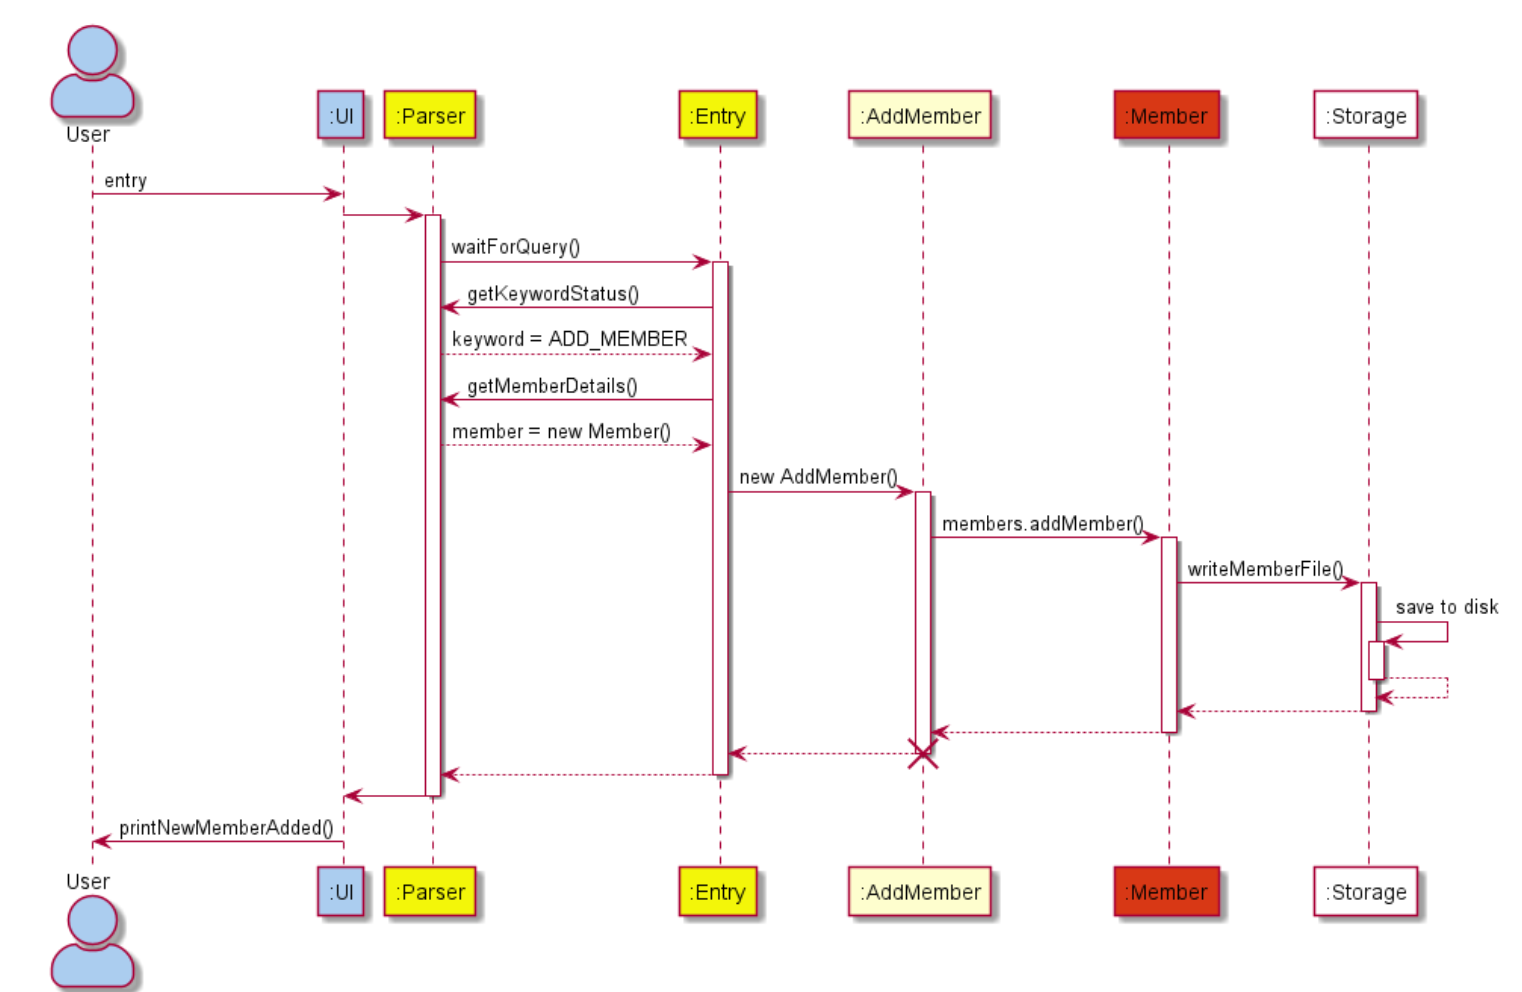 User
:UI
:Parser
:Entry
:AddMember
:Member
:Storage
entry
waitForQuery()
getKeywordStatus()
keyword = ADD_MEMBER
getMemberDetails()
member = new Member()
new AddMember()
members.addMember()
writeMemberFile()
save to disk
printNewMemberAdded()
User
:UI
:Parser
:Entry
:AddMember
:Member
:Storage